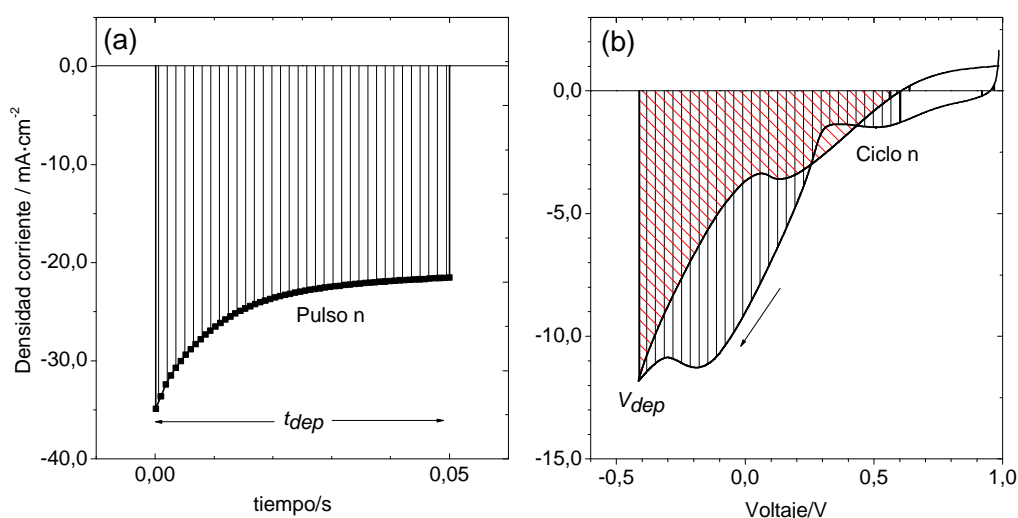 (a)
0,0
-10,0
-20,0
-30,0
-40,0
Densidad corriente / mA·cm-2
Pulso n
tdep
0,00
0,05
tiempo/s
(b)
0,0
-5,0
-10,0
-15,0
Ciclo n
Vdep
-0,5
0,0
0,5
1,0
Voltaje/V